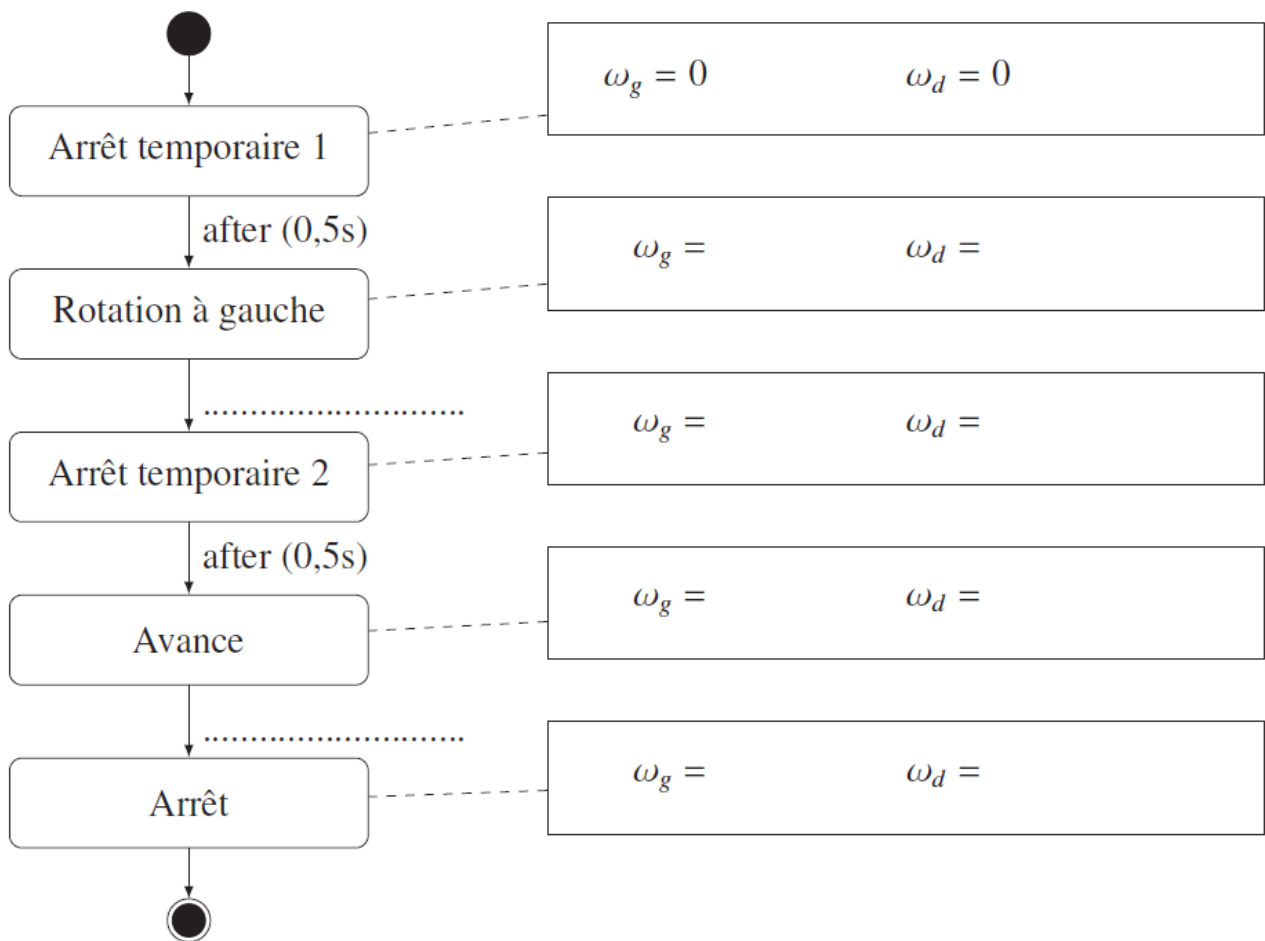 ω_g = 0 ω_d = 0
Arrêt temporaire 1
after (0,5s)
ω_g = ω_d =
Rotation à gauche
............................
ω_g = ω_d =
Arrêt temporaire 2
after (0,5s)
ω_g = ω_d =
Avance
............................
ω_g = ω_d =
Arrêt